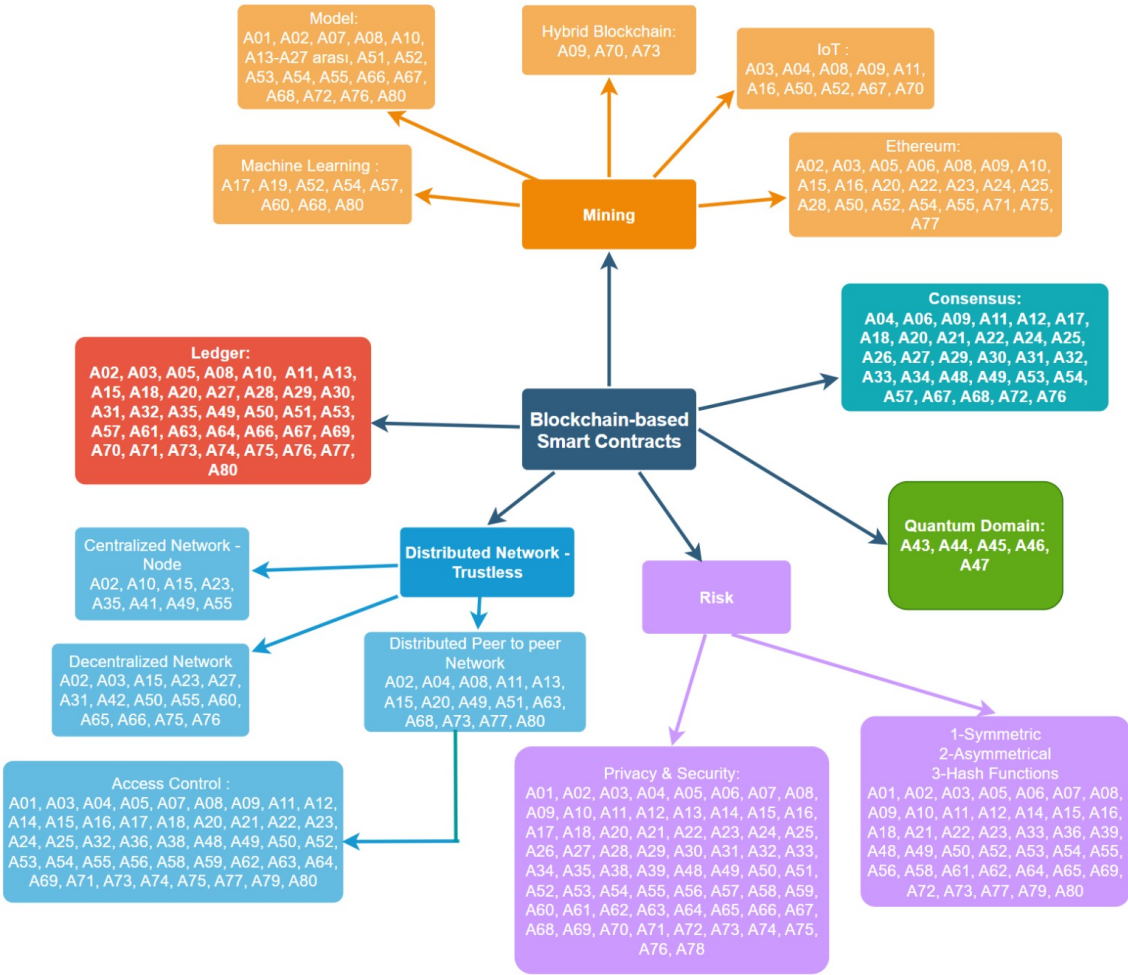 Model:
A01, A02, A07, A08, A10,
A13-A27 arası, A51, A52,
A53, A54, A55, A66, A67,
A68, A72, A76, A80
Hybrid Blockchain:
A09, A70, A73
IoT :
A03, A04, A08, A09, A11,
A16, A50, A52, A67, A70
Machine Learning :
A17, A19, A52, A54, A57,
A60, A68, A80
Mining
Ethereum:
A02, A03, A05, A06, A08, A09, A10,
A15, A16, A20, A22, A23, A24, A25,
A28, A50, A52, A54, A55, A71, A75,
A77
Consensus:
A04, A06, A09, A11, A12, A17,
A18, A20, A21, A22, A24, A25,
A26, A27, A29, A30, A31, A32,
A33, A34, A48, A49, A53, A54,
A57, A67, A68, A72, A76
Ledger:
A02, A03, A05, A08, A10, A11, A13,
A15, A18, A20, A27, A28, A29, A30,
A31, A32, A35, A49, A50, A51, A53,
A57, A61, A63, A64, A66, A67, A69,
A70, A71, A73, A74, A75, A76, A77,
A80
Blockchain-based
Smart Contracts
Quantum Domain:
A43, A44, A45, A46,
A47
Centralized Network -
Node
A02, A10, A15, A23,
A35, A41, A49, A55
Distributed Network -
Trustless
Risk
Decentralized Network
A02, A03, A15, A23, A27,
A31, A42, A50, A55, A60,
A65, A66, A75, A76
Distributed Peer to peer
Network
A02, A04, A08, A11, A13,
A15, A20, A49, A51, A63,
A68, A73, A77, A80
Access Control :
A01, A03, A04, A05, A07, A08, A09, A11, A12,
A14, A15, A16, A17, A18, A20, A21, A22, A23,
A24, A25, A32, A36, A38, A48, A49, A50, A52,
A53, A54, A55, A56, A58, A59, A62, A63, A64,
A69, A71, A73, A74, A75, A77, A79, A80
Privacy & Security:
A01, A02, A03, A04, A05, A06, A07, A08,
A09, A10, A11, A12, A13, A14, A15, A16,
A17, A18, A20, A21, A22, A23, A24, A25,
A26, A27, A28, A29, A30, A31, A32, A33,
A34, A35, A38, A39, A48, A49, A50, A51,
A52, A53, A54, A55, A56, A57, A58, A59,
A60, A61, A62, A63, A64, A65, A66, A67,
A68, A69, A70, A71, A72, A73, A74, A75,
A76, A78
1-Symmetric
2-Asymmetrical
3-Hash Functions
A01, A02, A03, A05, A06, A07, A08,
A09, A10, A11, A12, A14, A15, A16,
A18, A21, A22, A23, A33, A36, A39,
A48, A49, A50, A52, A53, A54, A55,
A56, A58, A61, A62, A64, A65, A69,
A72, A73, A77, A79, A80